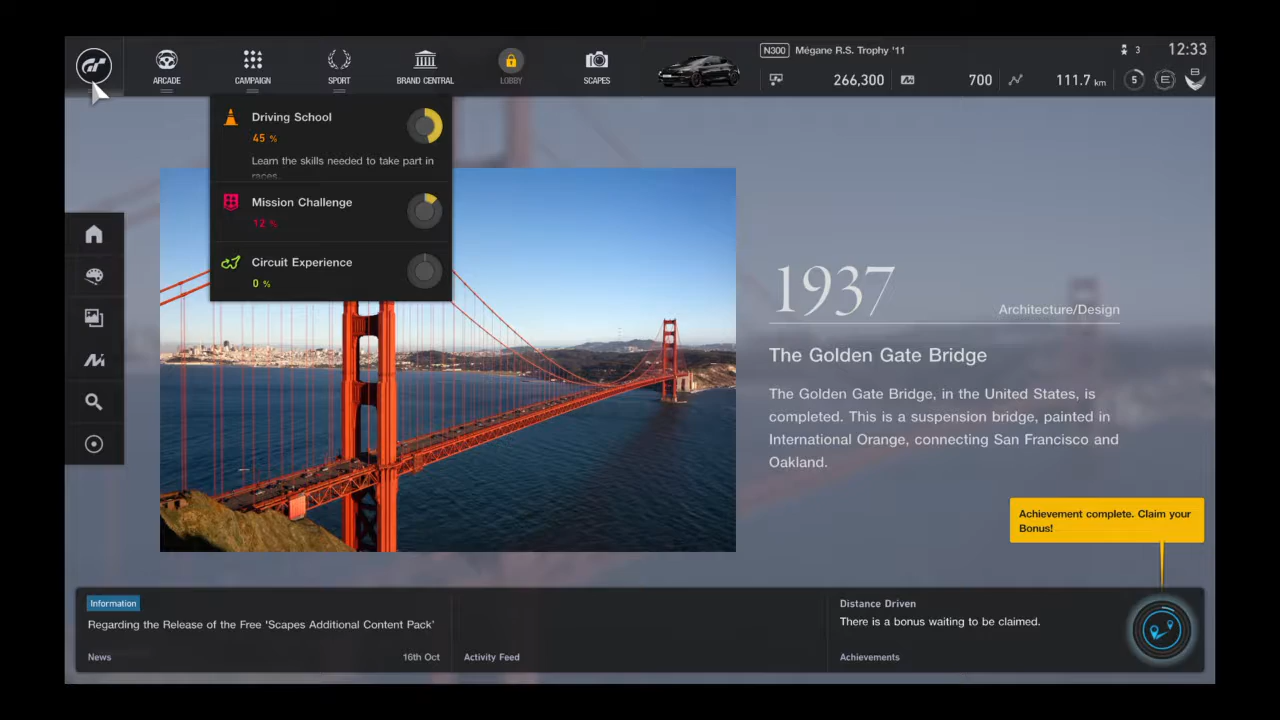 ARCADE
CAMPAIGN
SPORT
BRAND CENTRAL
LOBBY
SCAPES
N300 Mégane R.S. Trophy '11
3
12:33
266,300
700
111.7 km
5
E
B
Driving School
45 %
Learn the skills needed to take part in
races..
Mission Challenge
12 %
Circuit Experience
0 %
1937
Architecture/Design
The Golden Gate Bridge
The Golden Gate Bridge, in the United States, is
completed. This is a suspension bridge, painted in
International Orange, connecting San Francisco and
Oakland.
Achievement complete. Claim your
Bonus!
Information
Regarding the Release of the Free 'Scapes Additional Content Pack'
News
16th Oct
Activity Feed
Distance Driven
There is a bonus waiting to be claimed.
Achievements